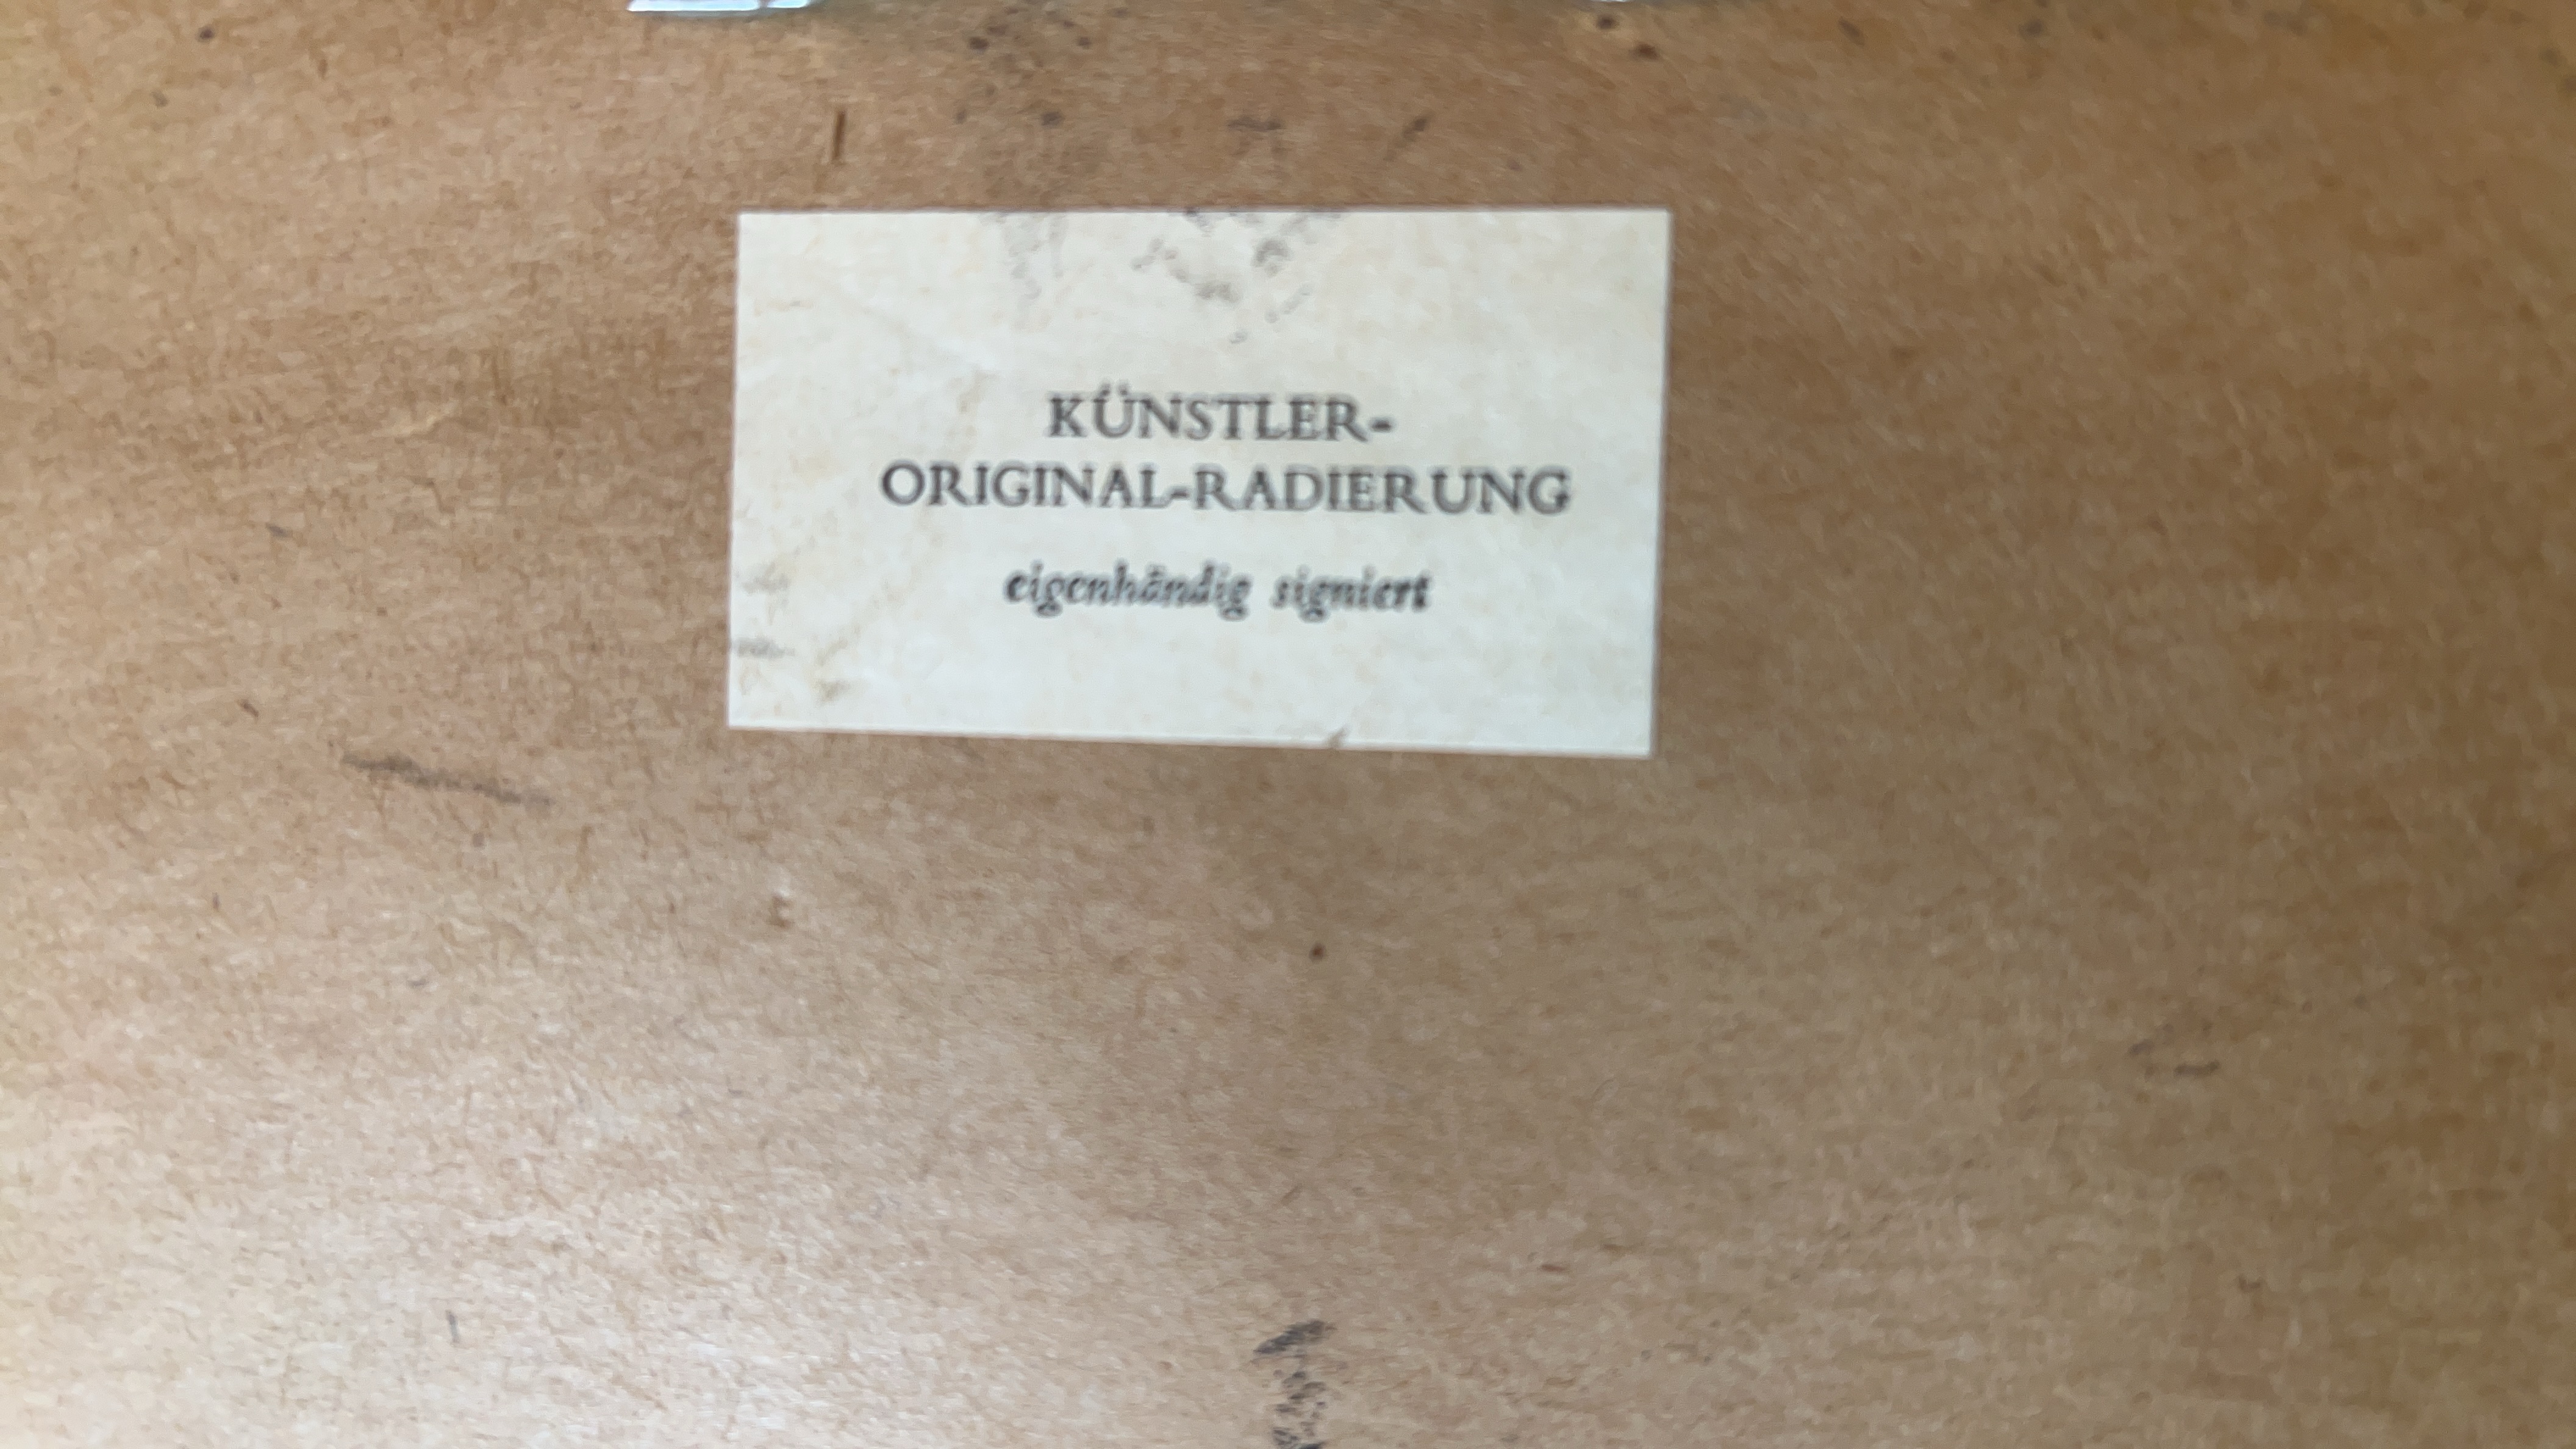 KÜNSTLER-
ORIGINAL-RADIERUNG
eigenhändig signiert